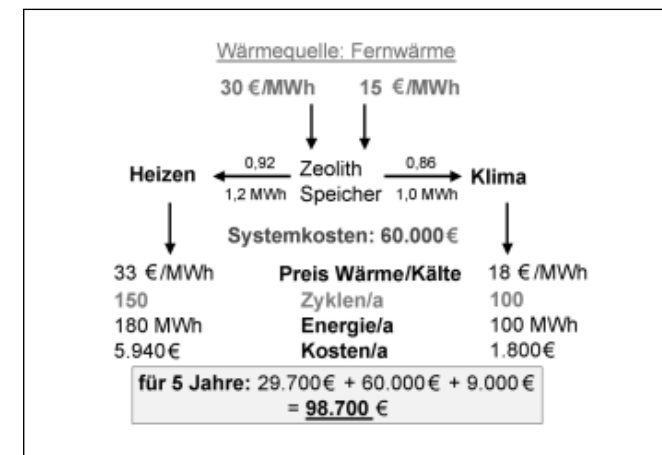 Wärmequelle: Fernwärme
30 €/MWh 15 €/MWh
0,92 Zeolith 0,86
Heizen Klima
1,2 MWh Speicher 1,0 MWh
Systemkosten: 60.000 €
33 €/MWh Preis Wärme/Kälte 18 €/MWh
150 Zyklen/a 100
180 MWh Energie/a 100 MWh
5.940 € Kosten/a 1.800€
für 5 Jahre: 29.700 € + 60.000 € + 9.000 €
= 98.700 €